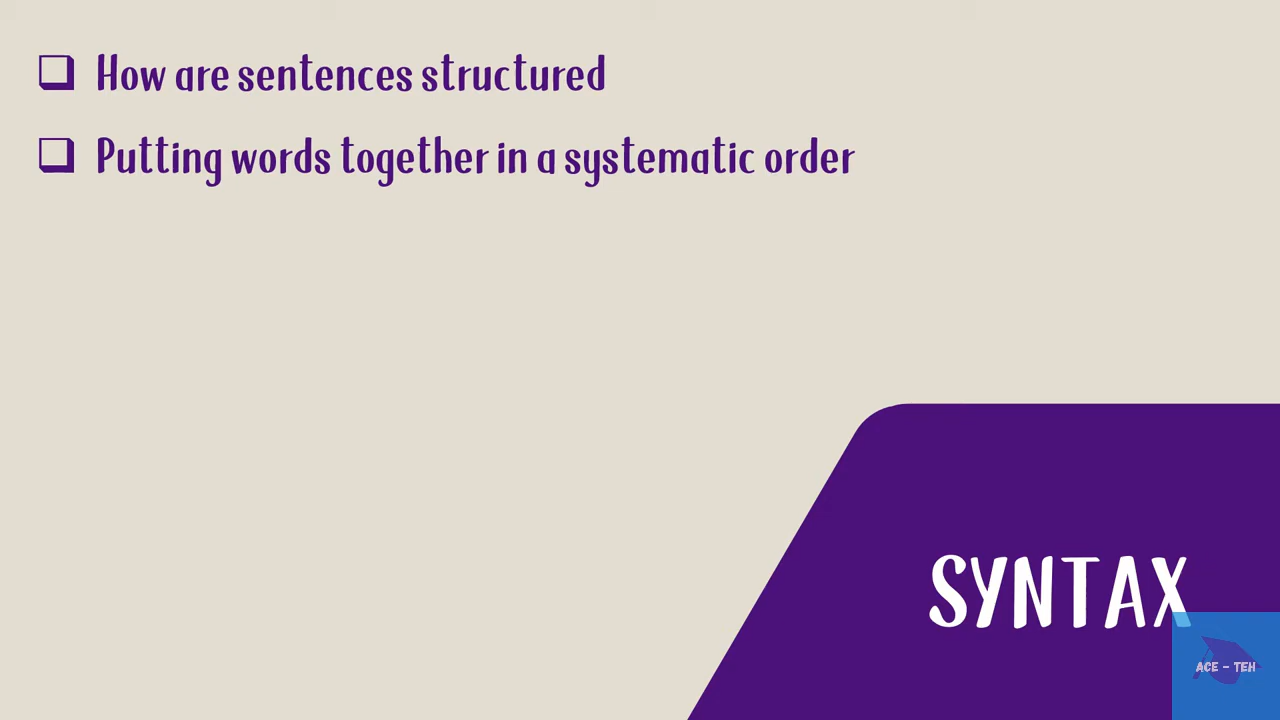 How are sentences structured
Putting words together in a systematic order
SYNTAX
ACE - TEH